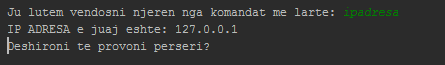 Ju lutem vendosni njeren nga komandat me larte: ipadresa
IP ADRESA e juaj eshte: 127.0.0.1
Deshironi te provoni perseri?